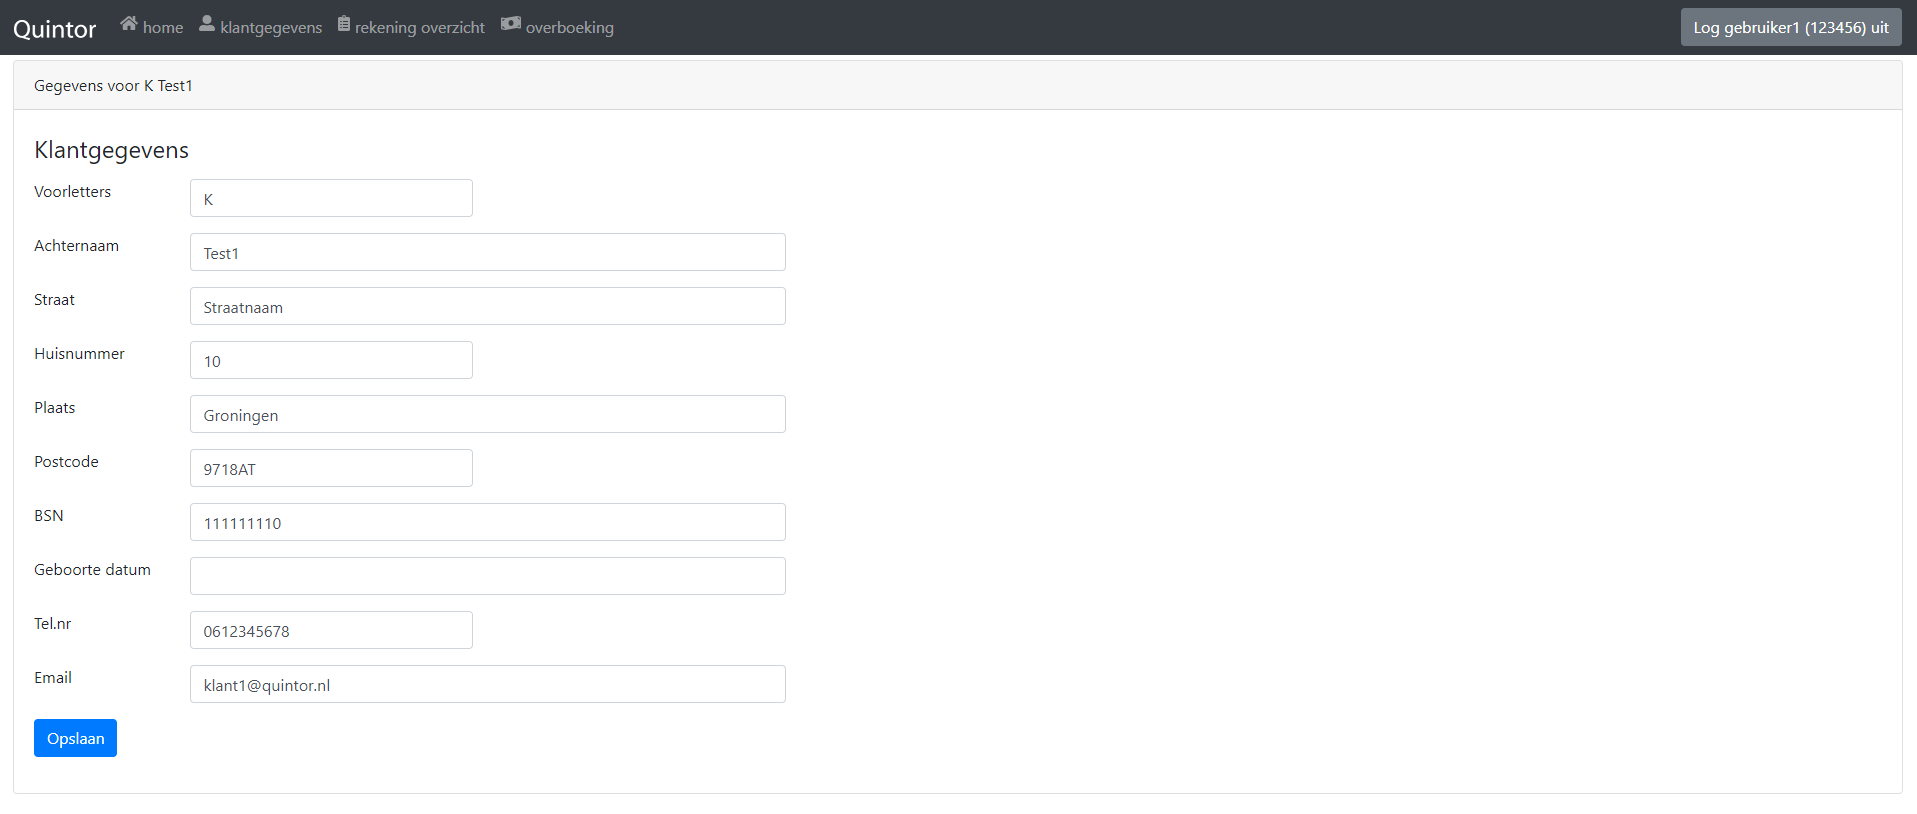 Quintor home klantgegevens rekening overzicht overboeking Log gebruiker1 (123456) uit
Gegevens voor K Test1
Klantgegevens
Voorletters K
Achternaam Test1
Straat Straatnaam
Huisnummer 10
Plaats Groningen
Postcode 9718AT
BSN 111111110
Geboorte datum
Tel.nr 0612345678
Email klant1@quintor.nl
Opslaan